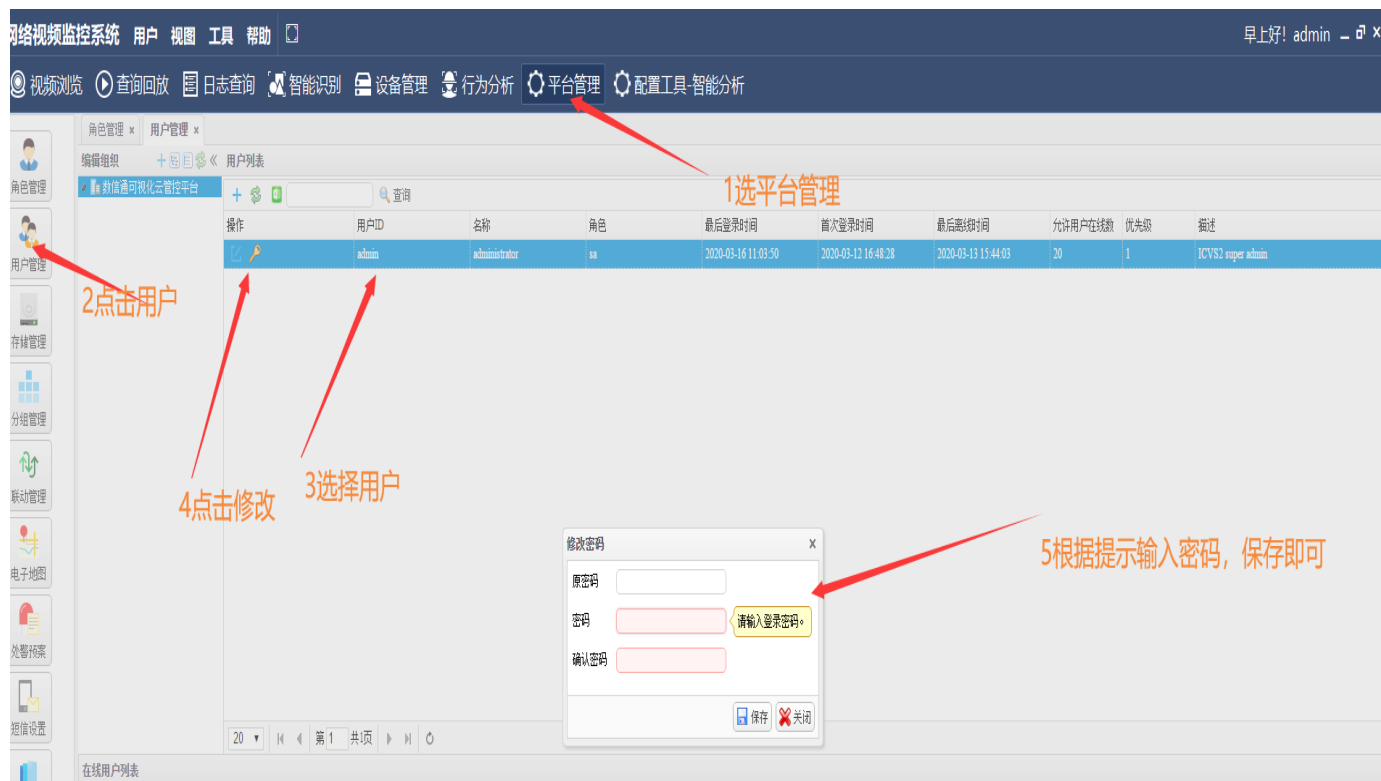 网络视频监控系统 用户 视图 工具 帮助 早上好! admin
视频浏览 查询回放 日志查询 智能识别 设备管理 行为分析 平台管理 配置工具-智能分析
角色管理 × 用户管理 ×
编辑组织 用户列表
角色管理
数信通可视化云管控平台
查询
1选平台管理
操作 用户ID 名称 角色 最后登录时间 首次登录时间 最后离线时间 允许用户在线数 优先级 描述
admin administrator sa 2020-03-16 11:03:50 2020-03-12 16:48:28 2020-03-13 15:44:03 20 1 ICVS2 super admin
用户管理
2点击用户
存储管理
分组管理
联动管理
3选择用户
4点击修改
修改密码 x
5根据提示输入密码，保存即可
电子地图
原密码
密码 请输入登录密码。
处警预案
确认密码
短信设置
保存 关闭
20 第 1 共1页
在线用户列表